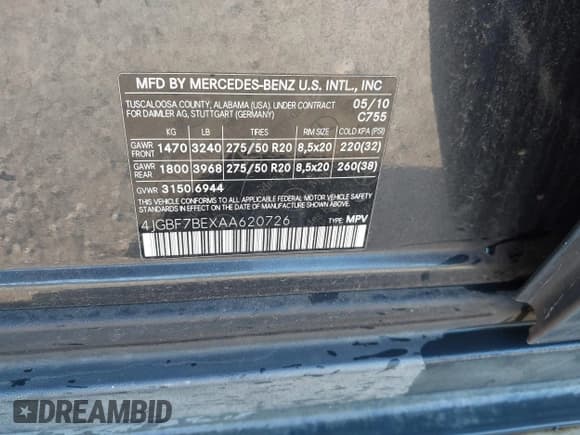 MFD BY MERCEDES-BENZ U.S. INTL., INC
TUSCALOOSA COUNTY, ALABAMA (USA), UNDER CONTRACT 05/10
FOR DAIMLER AG, STUTTGART (GERMANY) C755
KG LB TIRES RIM SIZE COLD KPA (PSI)
GAWR FRONT 1470 3240 275/50 R20 8,5x20 220(32)
GAWR REAR 1800 3968 275/50 R20 8,5x20 260(38)
GVWR 3150 6944
THIS VEHICLE CONFORMS TO ALL APPLICABLE FEDERAL MOTOR VEHICLE SAFETY
STANDARDS IN EFFECT ON THE DATE OF MANUFACTURE SHOWN ABOVE.
4JGBF7BEXAA620726 TYPE: MPV
DREAMBID